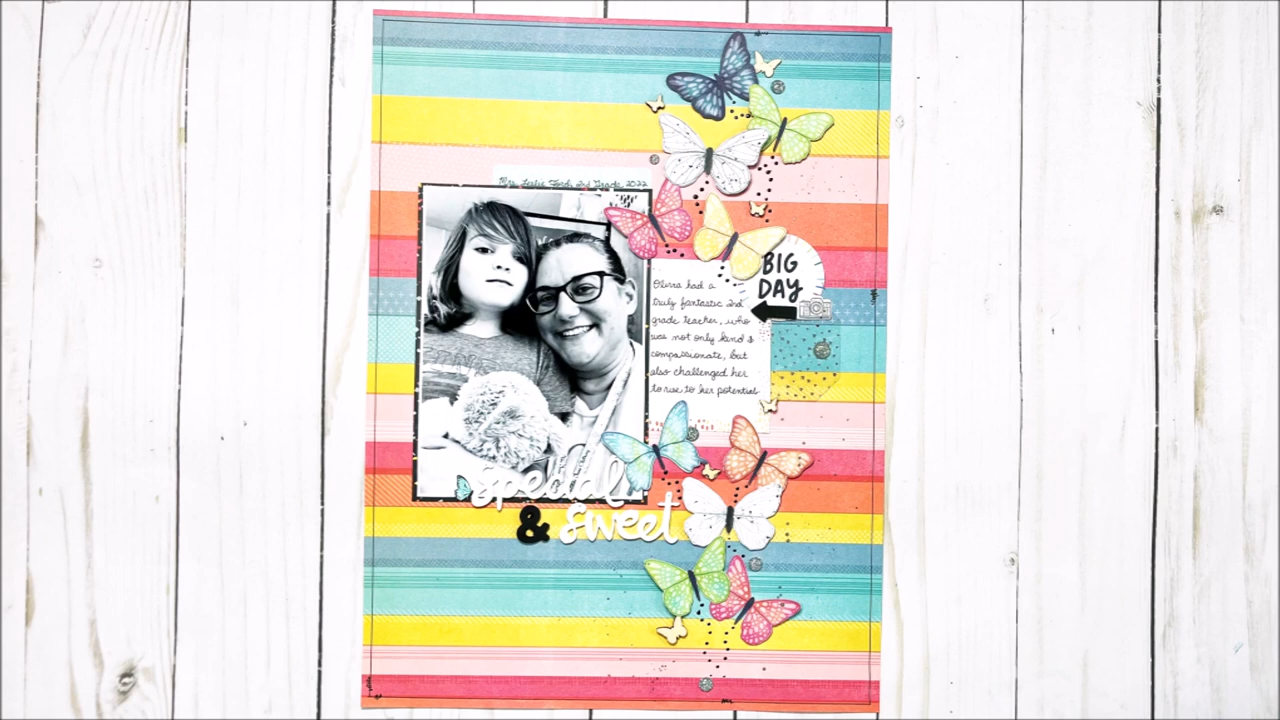 Mrs. Leslie Ford, 2nd Grade, 2022
BIG
DAY
Olivia had a
truly fantastic 2nd
grade teacher, who
was not only kind &
compassionate, but
also challenged her
to rise to her potential
special
& sweet